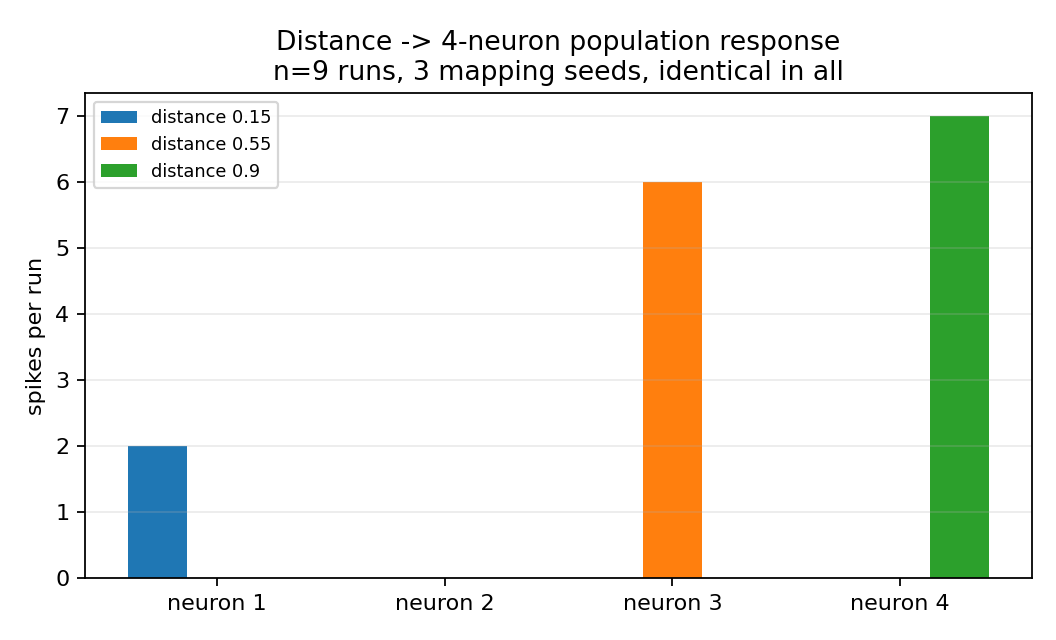 Distance -> 4-neuron population response
n=9 runs, 3 mapping seeds, identical in all
distance 0.15
distance 0.55
distance 0.9
spikes per run
7
6
5
4
3
2
1
0
neuron 1
neuron 2
neuron 3
neuron 4